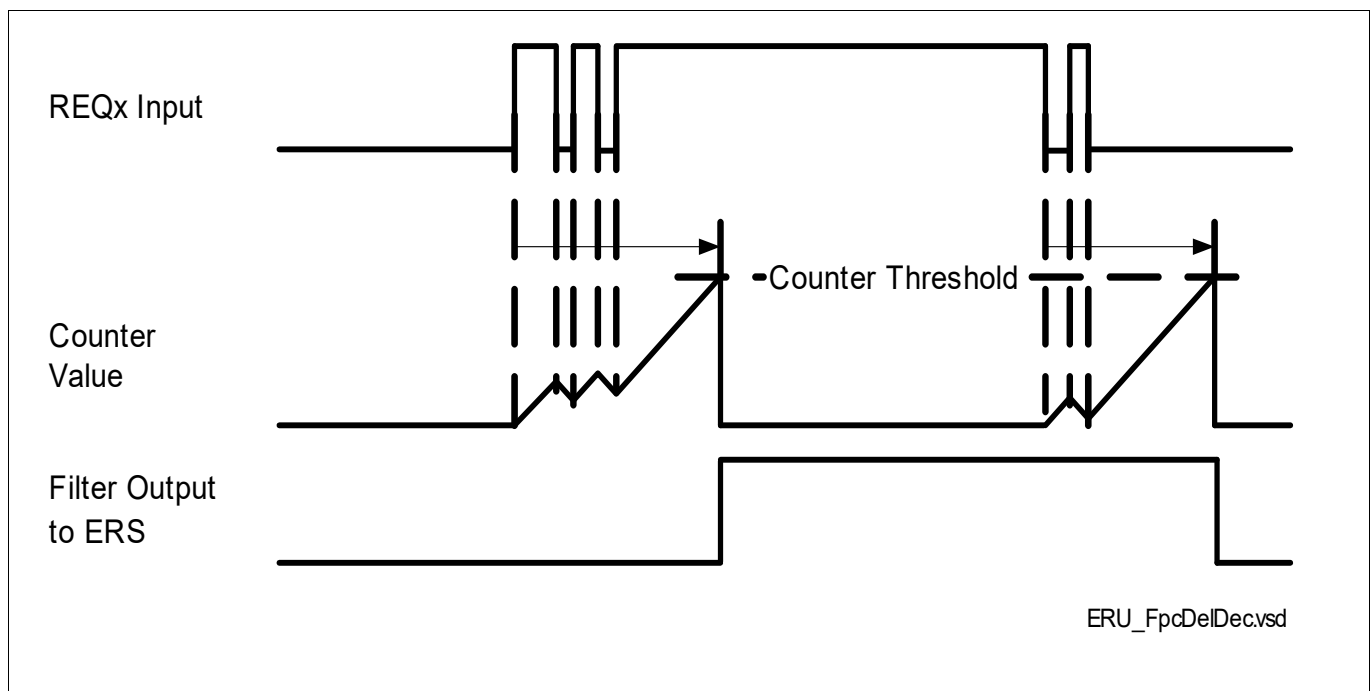 REQx Input
Counter Threshold
Counter
Value
Filter Output
to ERS
ERU_FpcDelDec.vsd